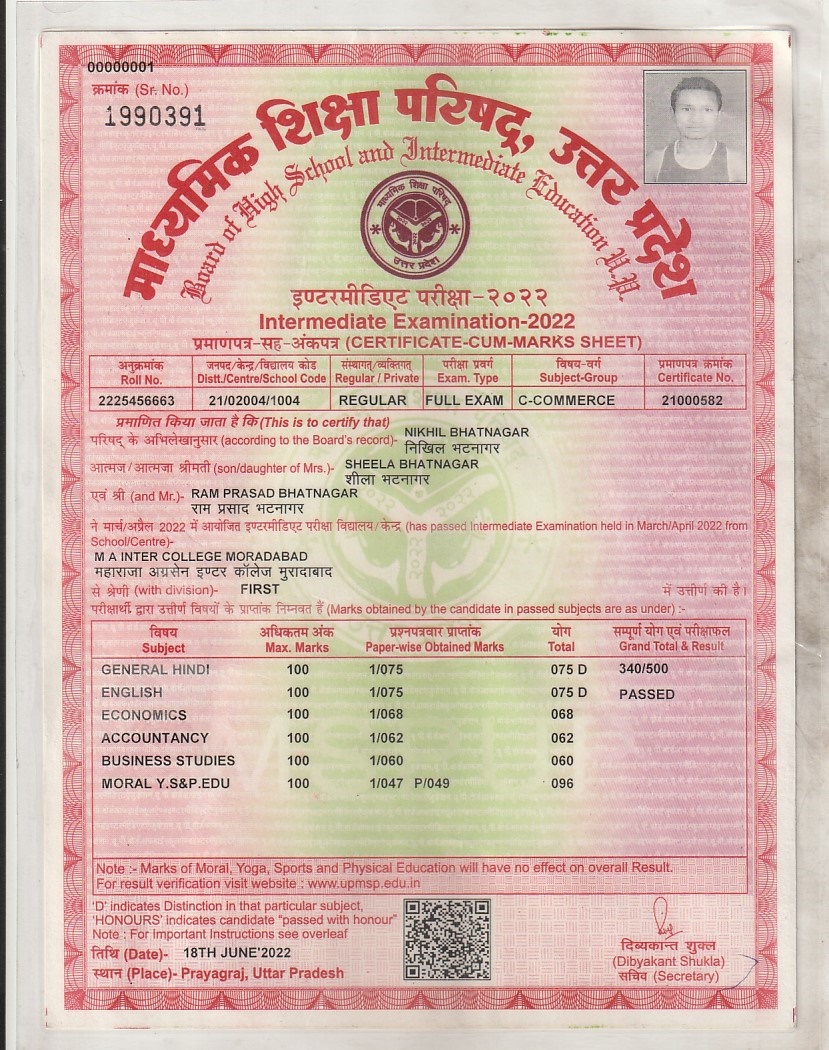 00000001
क्रमांक (Sr. No.)
1990391
माध्यमिक शिक्षा परिषद्, उत्तर प्रदेश
Board of High School and Intermediate Education U.P.
माध्यमिक शिक्षा परिषद्
उत्तर प्रदेश
इण्टरमीडिएट परीक्षा-२०२२
Intermediate Examination-2022
प्रमाणपत्र-सह-अंकपत्र (CERTIFICATE-CUM-MARKS SHEET)
अनुक्रमांक जनपद/केन्द्र/विद्यालय कोड संस्थागत/व्यक्तिगत परीक्षा प्रवर्ग विषय-वर्ग प्रमाणपत्र क्रमांक
Roll No. Distt./Centre/School Code Regular / Private Exam. Type Subject-Group Certificate No.
2225456663 21/02004/1004 REGULAR FULL EXAM C-COMMERCE 21000582
प्रमाणित किया जाता है कि (This is to certify that)
परिषद् के अभिलेखानुसार (according to the Board's record)- NIKHIL BHATNAGAR
निखिल भटनागर
आत्मज/आत्मजा श्रीमती (son/daughter of Mrs.)- SHEELA BHATNAGAR
शीला भटनागर
एवं श्री (and Mr.)- RAM PRASAD BHATNAGAR
राम प्रसाद भटनागर
ने मार्च/अप्रैल 2022 में आयोजित इण्टरमीडिएट परीक्षा विद्यालय/केन्द्र (has passed Intermediate Examination held in March/April 2022 from
School/Centre)-
M A INTER COLLEGE MORADABAD
महाराजा अग्रसेन इण्टर कॉलेज मुरादाबाद
से श्रेणी (with division)- FIRST में उत्तीर्ण की है।
परीक्षार्थी द्वारा उत्तीर्ण विषयों के प्राप्तांक निम्नवत हैं (Marks obtained by the candidate in passed subjects are as under) :-
विषय अधिकतम अंक प्रश्नपत्रवार प्राप्तांक योग सम्पूर्ण योग एवं परीक्षाफल
Subject Max. Marks Paper-wise Obtained Marks Total Grand Total & Result
GENERAL HINDI 100 1/075 075 D 340/500
ENGLISH 100 1/075 075 D PASSED
ECONOMICS 100 1/068 068
ACCOUNTANCY 100 1/062 062
BUSINESS STUDIES 100 1/060 060
MORAL Y.S&P.EDU 100 1/047 P/049 096
Note :- Marks of Moral, Yoga, Sports and Physical Education will have no effect on overall Result.
For result verification visit website : www.upmsp.edu.in
'D' indicates Distinction in that particular subject,
'HONOURS' indicates candidate "passed with honour"
Note : For important Instructions see overleaf
तिथि (Date)- 18TH JUNE'2022
स्थान (Place)- Prayagraj, Uttar Pradesh
दिब्यकान्त शुक्ल
(Dibyakant Shukla)
सचिव (Secretary)